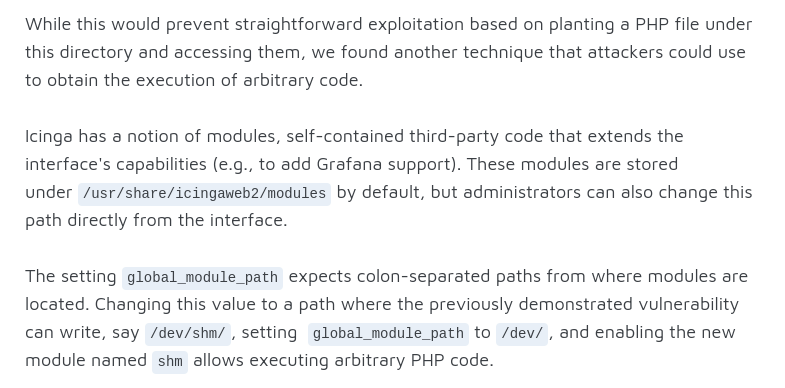 While this would prevent straightforward exploitation based on planting a PHP file under
this directory and accessing them, we found another technique that attackers could use
to obtain the execution of arbitrary code.
Icinga has a notion of modules, self-contained third-party code that extends the
interface's capabilities (e.g., to add Grafana support). These modules are stored
under /usr/share/icingaweb2/modules by default, but administrators can also change this
path directly from the interface.
The setting global_module_path expects colon-separated paths from where modules are
located. Changing this value to a path where the previously demonstrated vulnerability
can write, say /dev/shm/, setting global_module_path to /dev/, and enabling the new
module named shm allows executing arbitrary PHP code.